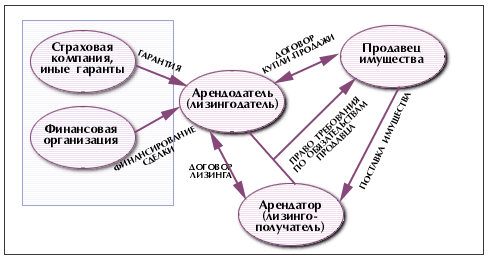 Страховая
компания,
иные гаранты
ГАРАНТИЯ
Финансовая
организация
ФИНАНСИРОВАНИЕ
СДЕЛКИ
Арендодатель
(лизингодатель)
ДОГОВОР
КУПЛИ-ПРОДАЖИ
Продавец
имущества
ДОГОВОР
ЛИЗИНГА
ПРАВО ТРЕБОВАНИЯ
ПО ОБЯЗАТЕЛЬСТВАМ
ПРОДАВЦА
ПОСТАВКА ИМУЩЕСТВА
Арендатор
(лизинго-
получатель)